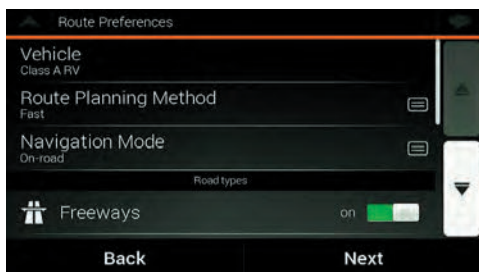 Route Preferences
Vehicle
Class A RV
Route Planning Method
Fast
Navigation Mode
On-road
Road types
Freeways on
Back Next